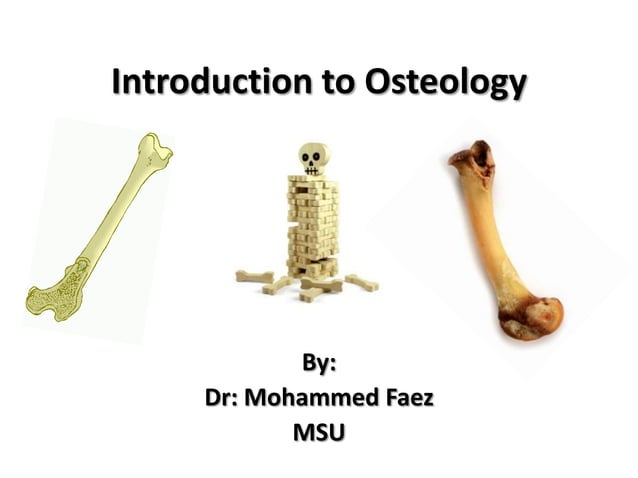 Introduction to Osteology
By:
Dr: Mohammed Faez
MSU